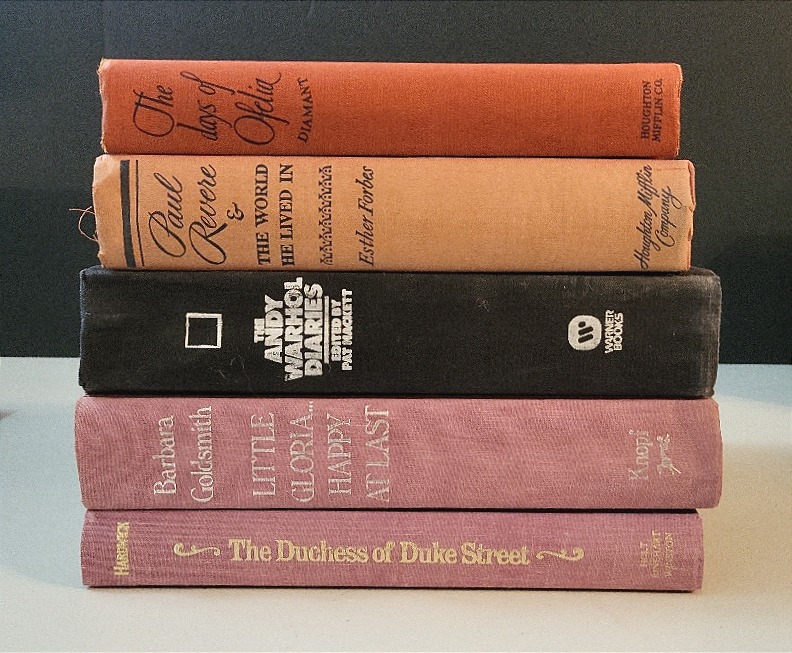 The
days of
Ofelia
DIAMANT
HOUGHTON
MIFFLIN CO.
Paul
Revere
&
THE WORLD
HE LIVED IN
Esther Forbes
Houghton Mifflin
Company
THE
ANDY
WARHOL
DIARIES
EDITED BY
PAT HACKETT
WARNER
BOOKS
Barbara
Goldsmith
LITTLE
GLORIA...
HAPPY
AT LAST
Knopf
HARDWICK
The Duchess of Duke Street
HOLT
RINEHART
WINSTON